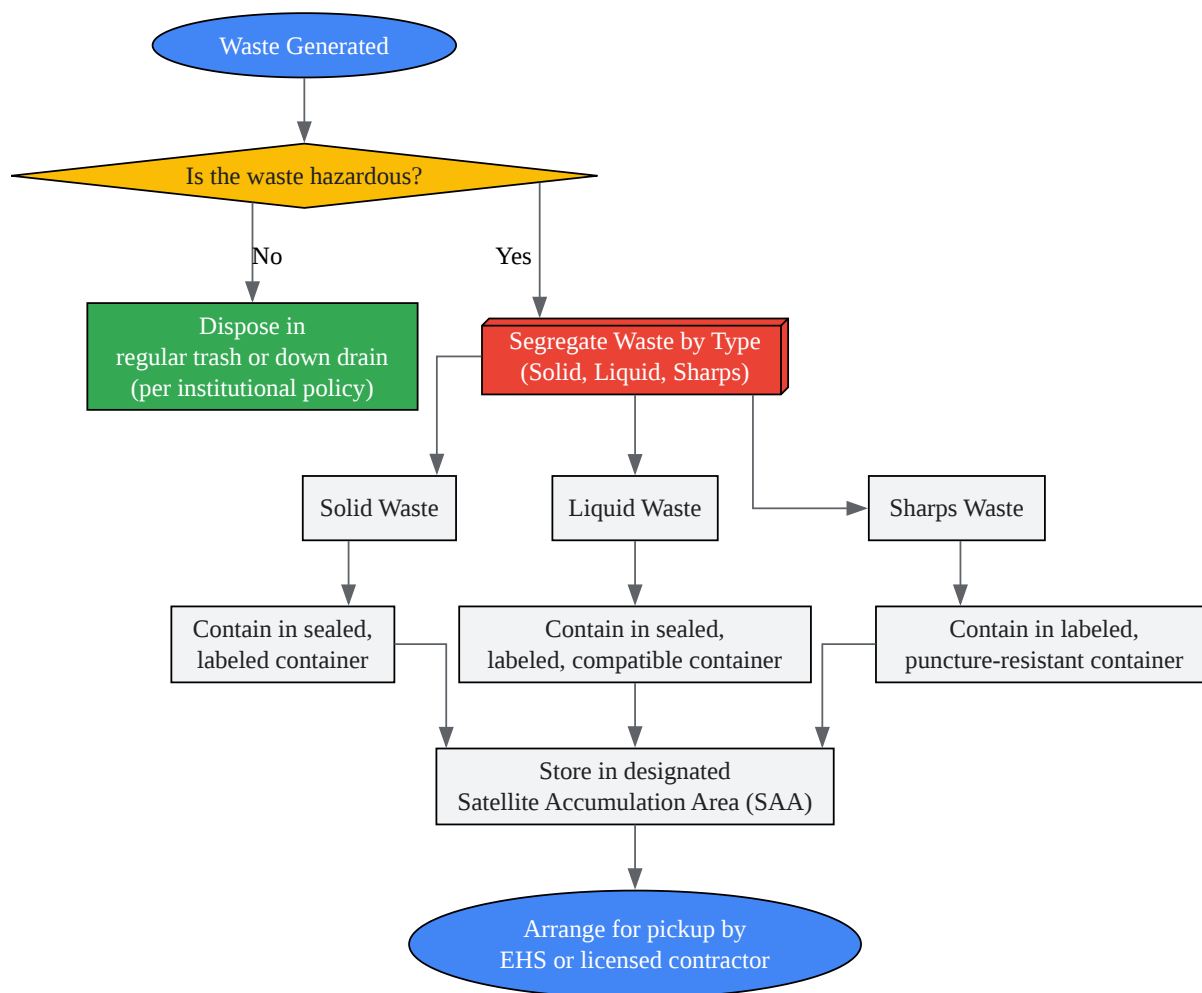 Waste Generated
Is the waste hazardous?
No
Yes
Dispose in
regular trash or down drain
(per institutional policy)
Segregate Waste by Type
(Solid, Liquid, Sharps)
Solid Waste
Liquid Waste
Sharps Waste
Contain in sealed,
labeled container
Contain in sealed,
labeled, compatible container
Contain in labeled,
puncture-resistant container
Store in designated
Satellite Accumulation Area (SAA)
Arrange for pickup by
EHS or licensed contractor